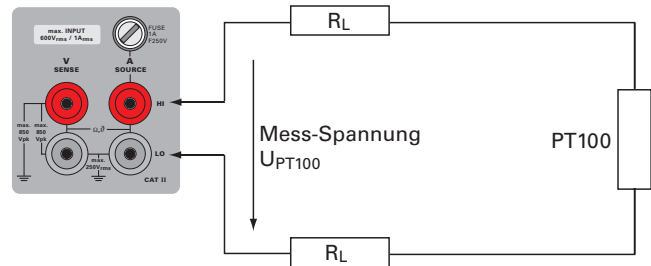 max. INPUT
600Vrms / 1Arms
FUSE
1A
F250V
V
SENSE
A
SOURCE
HI
max.
850
Vpk
max.
850
Vpk
Ω,ϑ
max.
250Vrms
LO
CAT II
RL
Mess-Spannung
UPT100
PT100
RL